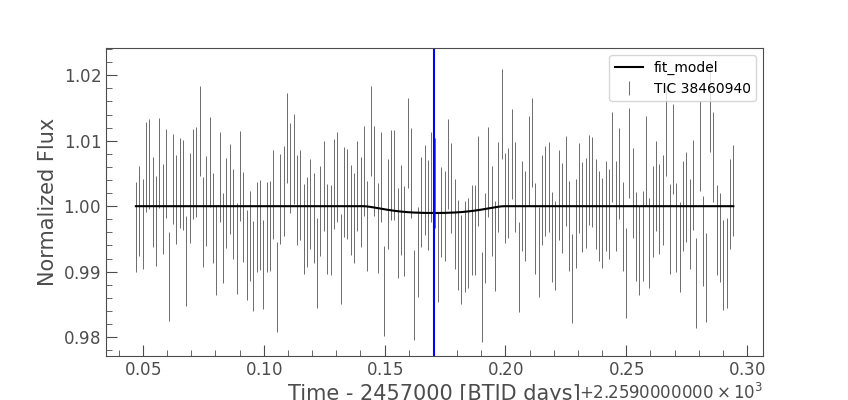 fit_model
TIC 38460940
1.02
1.01
1.00
0.99
0.98
Normalized Flux
0.05 0.10 0.15 0.20 0.25 0.30
Time - 2457000 [BTJD days]
+2.2590000000 × 10³